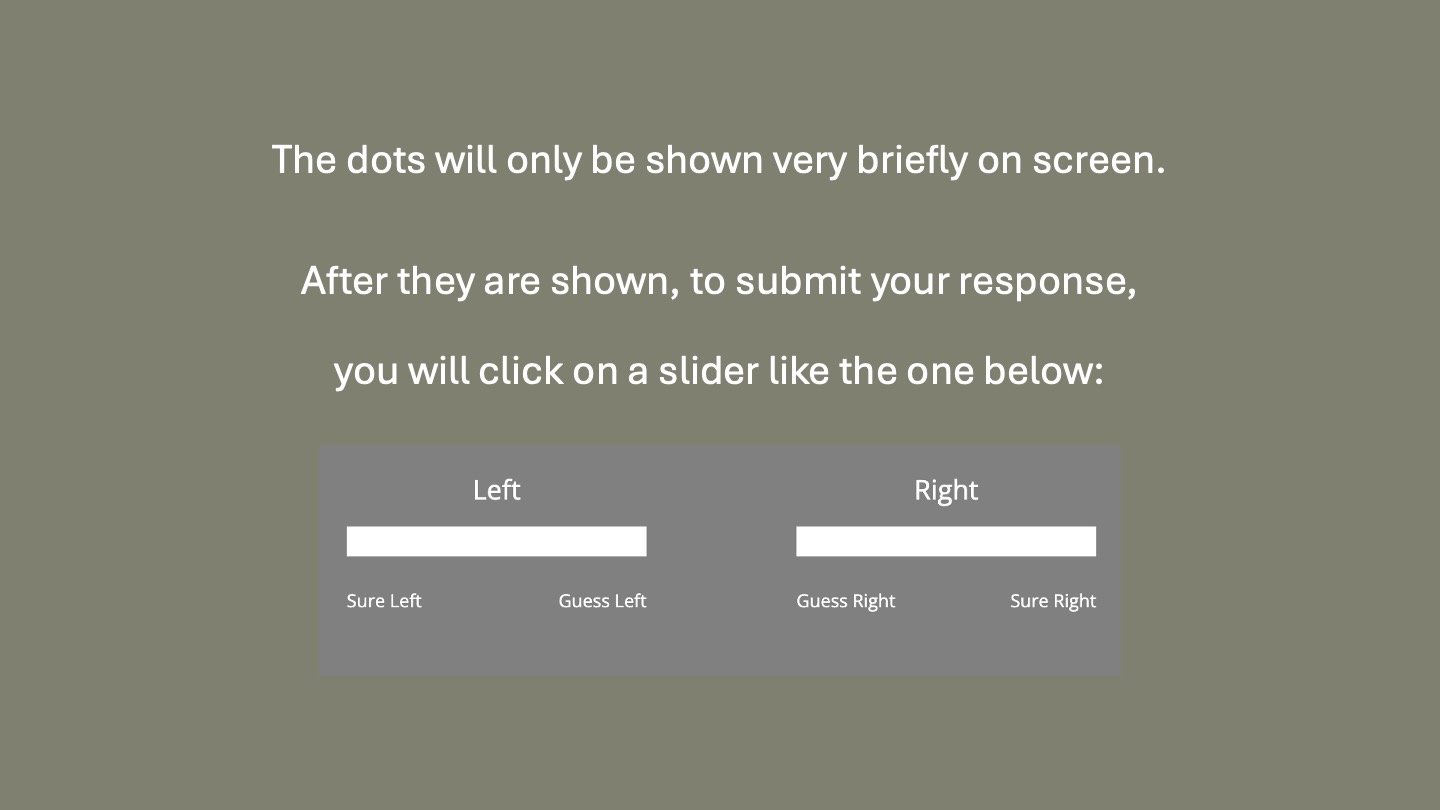 The dots will only be shown very briefly on screen.
After they are shown, to submit your response,
you will click on a slider like the one below:
Left Right
Sure Left Guess Left Guess Right Sure Right